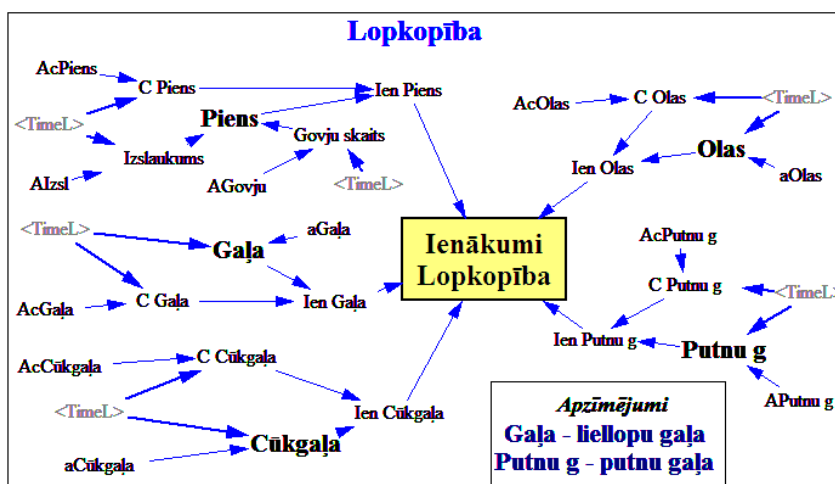 Lopkopība
AcPiens
C Piens
Ien Piens
<TimeL>
Piens
Govju skaits
Izslaukums
AIzsl
AGovju
<TimeL>
AcOlas
C Olas
<TimeL>
Olas
Ien Olas
aOlas
<TimeL>
aGaļa
Gaļa
AcGaļa
C Gaļa
Ien Gaļa
Ienākumi
Lopkopība
AcPutnu g
C Putnu g
<TimeL>
Ien Putnu g
Putnu g
APutnu g
AcCūkgaļa
C Cūkgaļa
<TimeL>
Ien Cūkgaļa
Cūkgaļa
aCūkgaļa
Apzīmējumi
Gaļa - liellopu gaļa
Putnu g - putnu gaļa